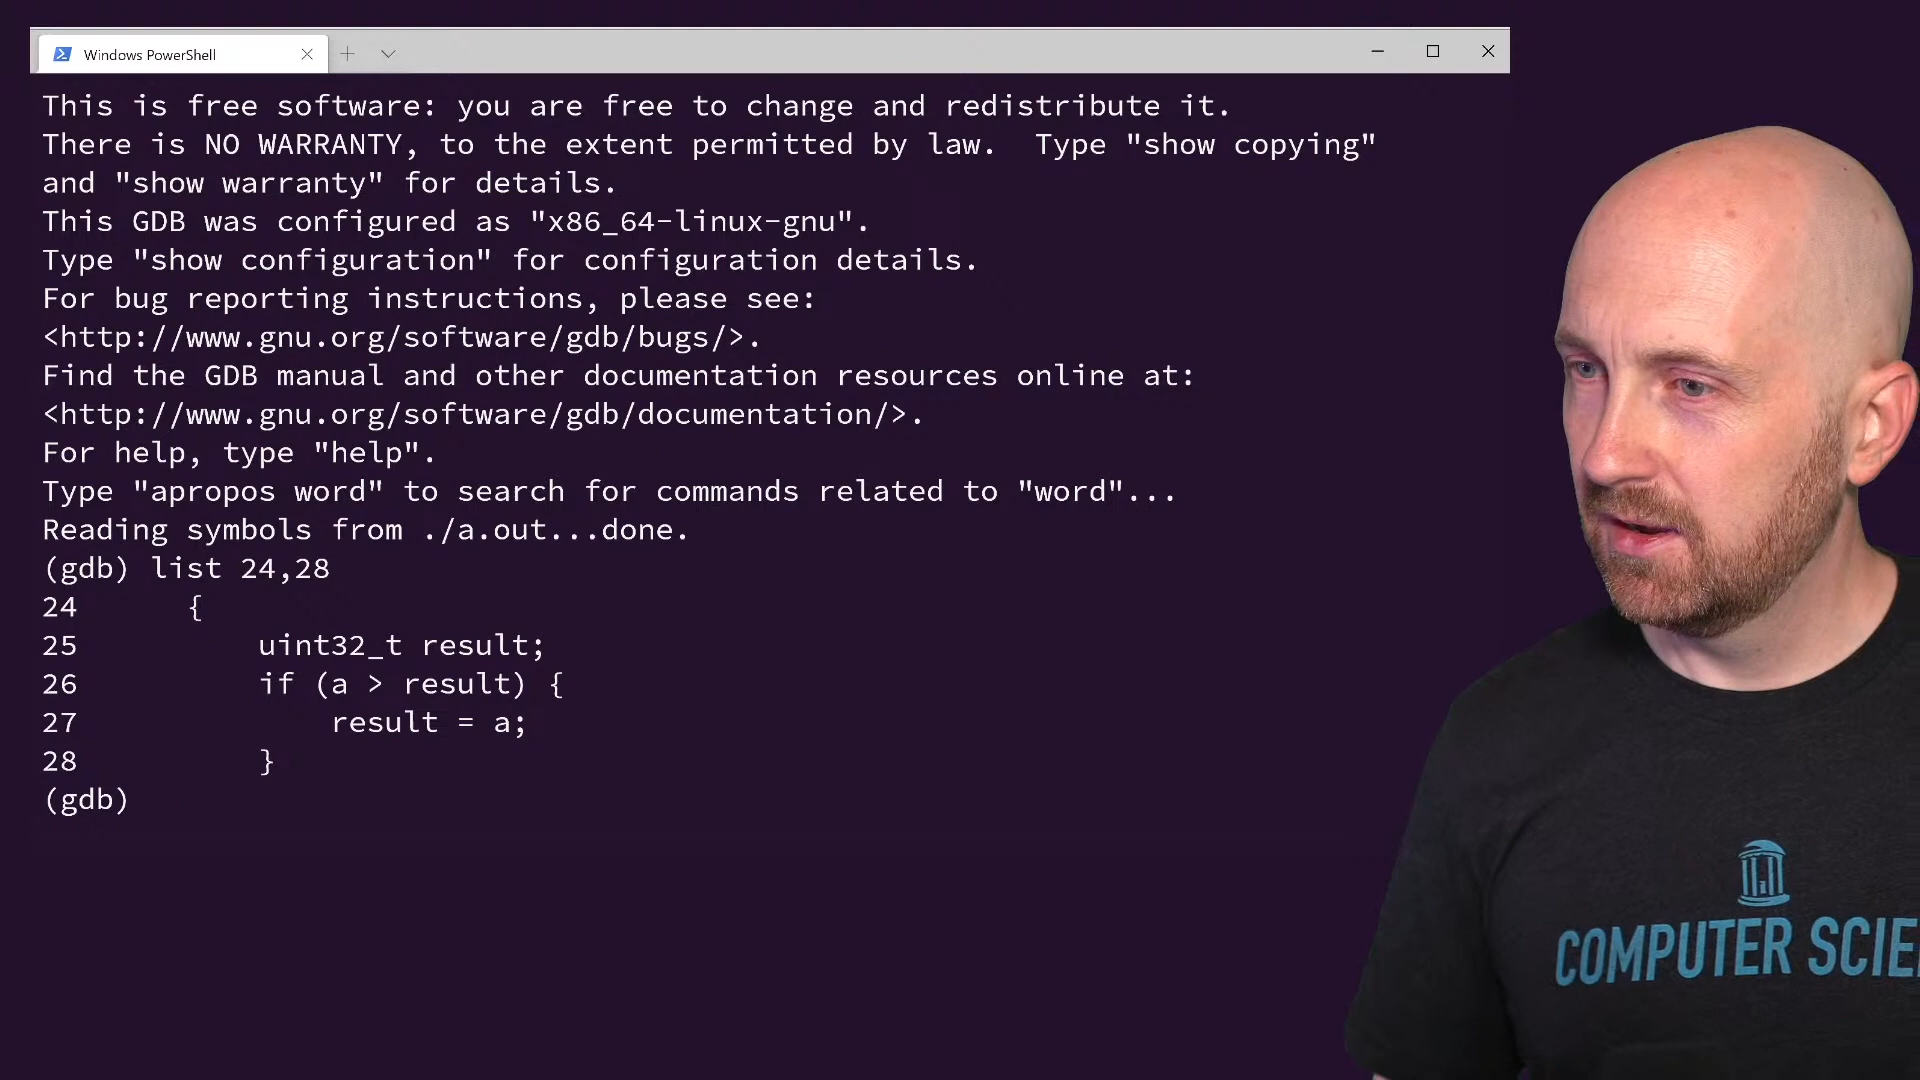 Windows PowerShell
This is free software: you are free to change and redistribute it.
There is NO WARRANTY, to the extent permitted by law.  Type "show copying"
and "show warranty" for details.
This GDB was configured as "x86_64-linux-gnu".
Type "show configuration" for configuration details.
For bug reporting instructions, please see:
<http://www.gnu.org/software/gdb/bugs/>.
Find the GDB manual and other documentation resources online at:
<http://www.gnu.org/software/gdb/documentation/>.
For help, type "help".
Type "apropos word" to search for commands related to "word"...
Reading symbols from ./a.out...done.
(gdb) list 24,28
24      {
25          uint32_t result;
26          if (a > result) {
27              result = a;
28          }
(gdb)
COMPUTER SCIE